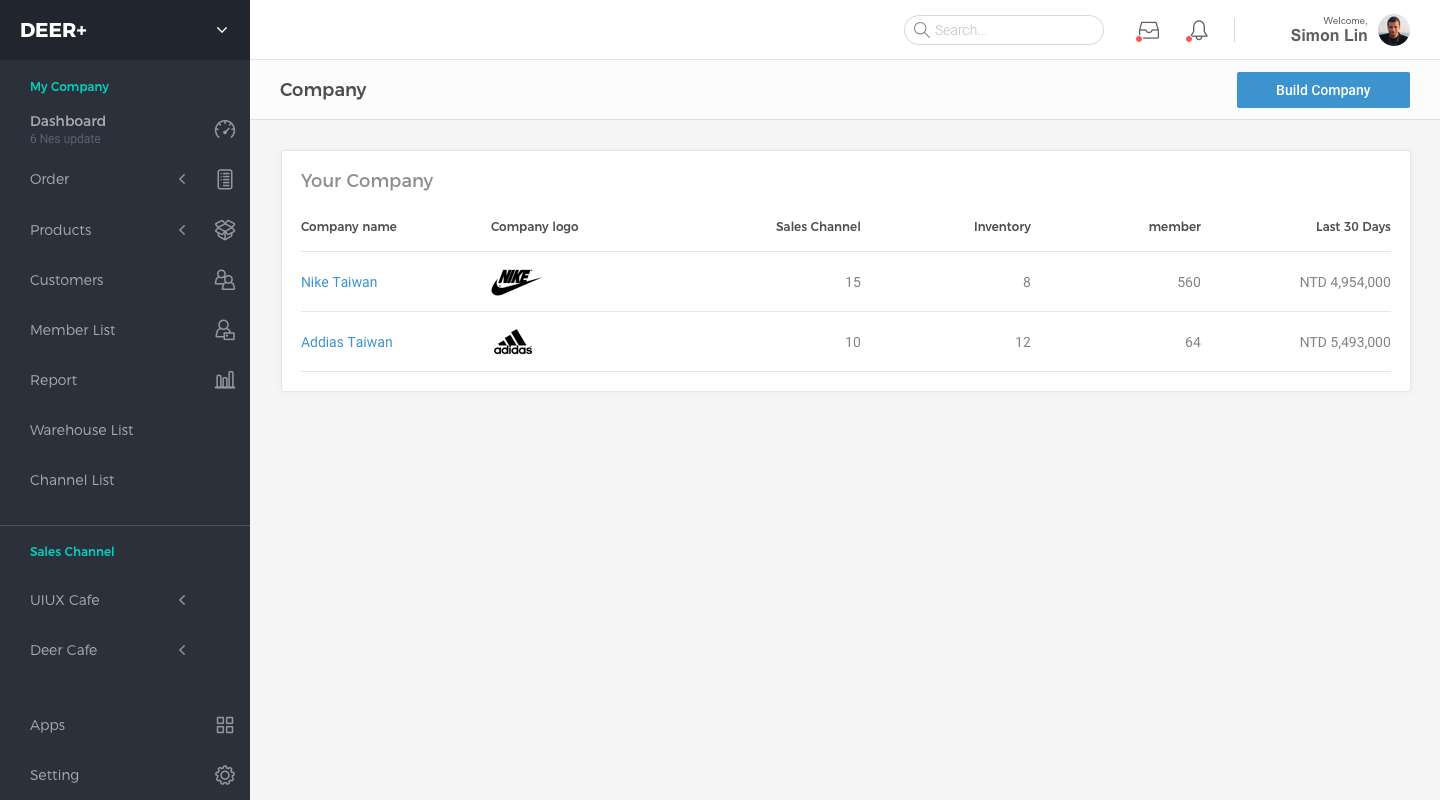 DEER+
My Company
Dashboard
6 Nes update
Order
Products
Customers
Member List
Report
Warehouse List
Channel List
Sales Channel
UIUX Cafe
Deer Cafe
Apps
Setting
Search...
Welcome,
Simon Lin
Company
Build Company
Your Company
Company name Company logo Sales Channel Inventory member Last 30 Days
Nike Taiwan NIKE 15 8 560 NTD 4,954,000
Addias Taiwan adidas 10 12 64 NTD 5,493,000